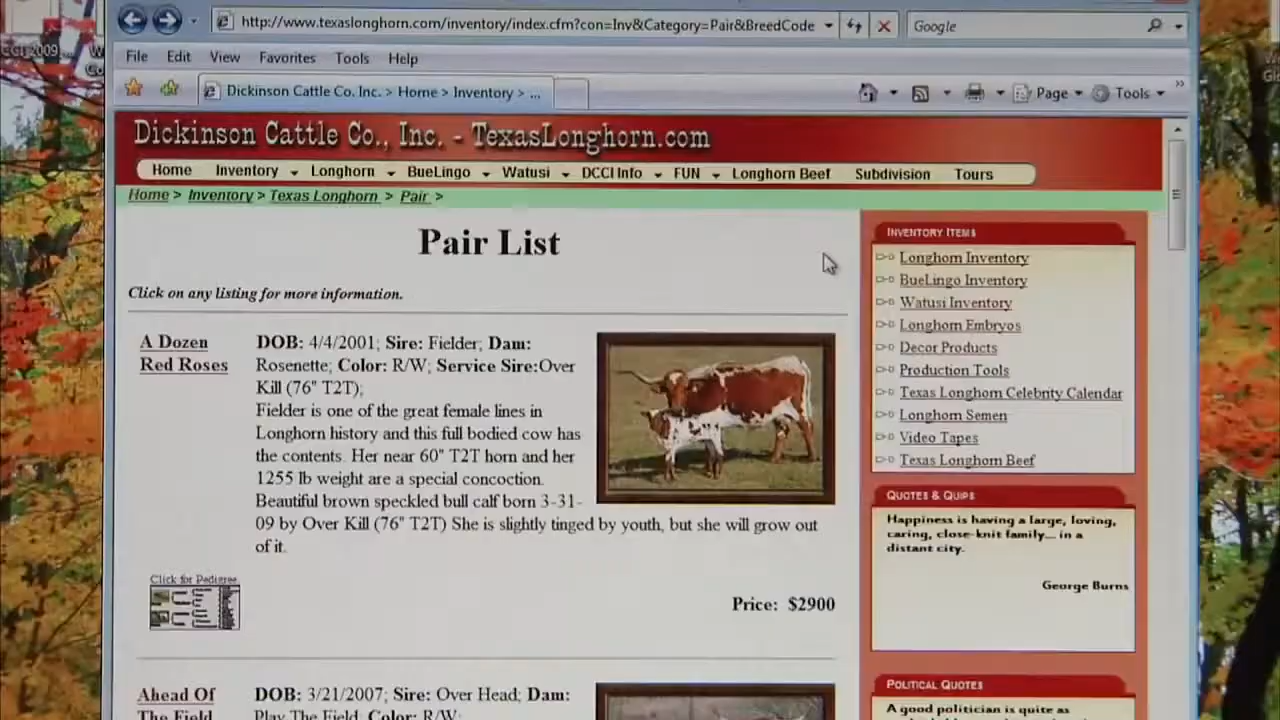 CCI 2009...
http://www.texaslonghorn.com/inventory/index.cfm?con=Inv&Category=Pair&BreedCode
Google
File Edit View Favorites Tools Help
Dickinson Cattle Co. Inc. > Home > Inventory > ...
Page Tools
Dickinson Cattle Co., Inc. - TexasLonghorn.com
Home Inventory Longhorn BueLingo Watusi DCCI Info FUN Longhorn Beef Subdivision Tours
Home > Inventory > Texas Longhorn > Pair >
Pair List
Click on any listing for more information.
A Dozen
Red Roses
DOB: 4/4/2001; Sire: Fielder; Dam:
Rosenette; Color: R/W; Service Sire:Over
Kill (76" T2T);
Fielder is one of the great female lines in
Longhorn history and this full bodied cow has
the contents. Her near 60" T2T horn and her
1255 lb weight are a special concoction.
Beautiful brown speckled bull calf born 3-31-
09 by Over Kill (76" T2T) She is slightly tinged by youth, but she will grow out
of it.
Click for Pedigree
Price: $2900
Ahead Of
The Field
DOB: 3/21/2007; Sire: Over Head; Dam:
Play The Field, Color: R/W;
INVENTORY ITEMS
Longhorn Inventory
BueLingo Inventory
Watusi Inventory
Longhorn Embryos
Decor Products
Production Tools
Texas Longhorn Celebrity Calendar
Longhorn Semen
Video Tapes
Texas Longhorn Beef
QUOTES & QUIPS
Happiness is having a large, loving,
caring, close-knit family.... in a
distant city.
George Burns
POLITICAL QUOTES
A good politician is quite as